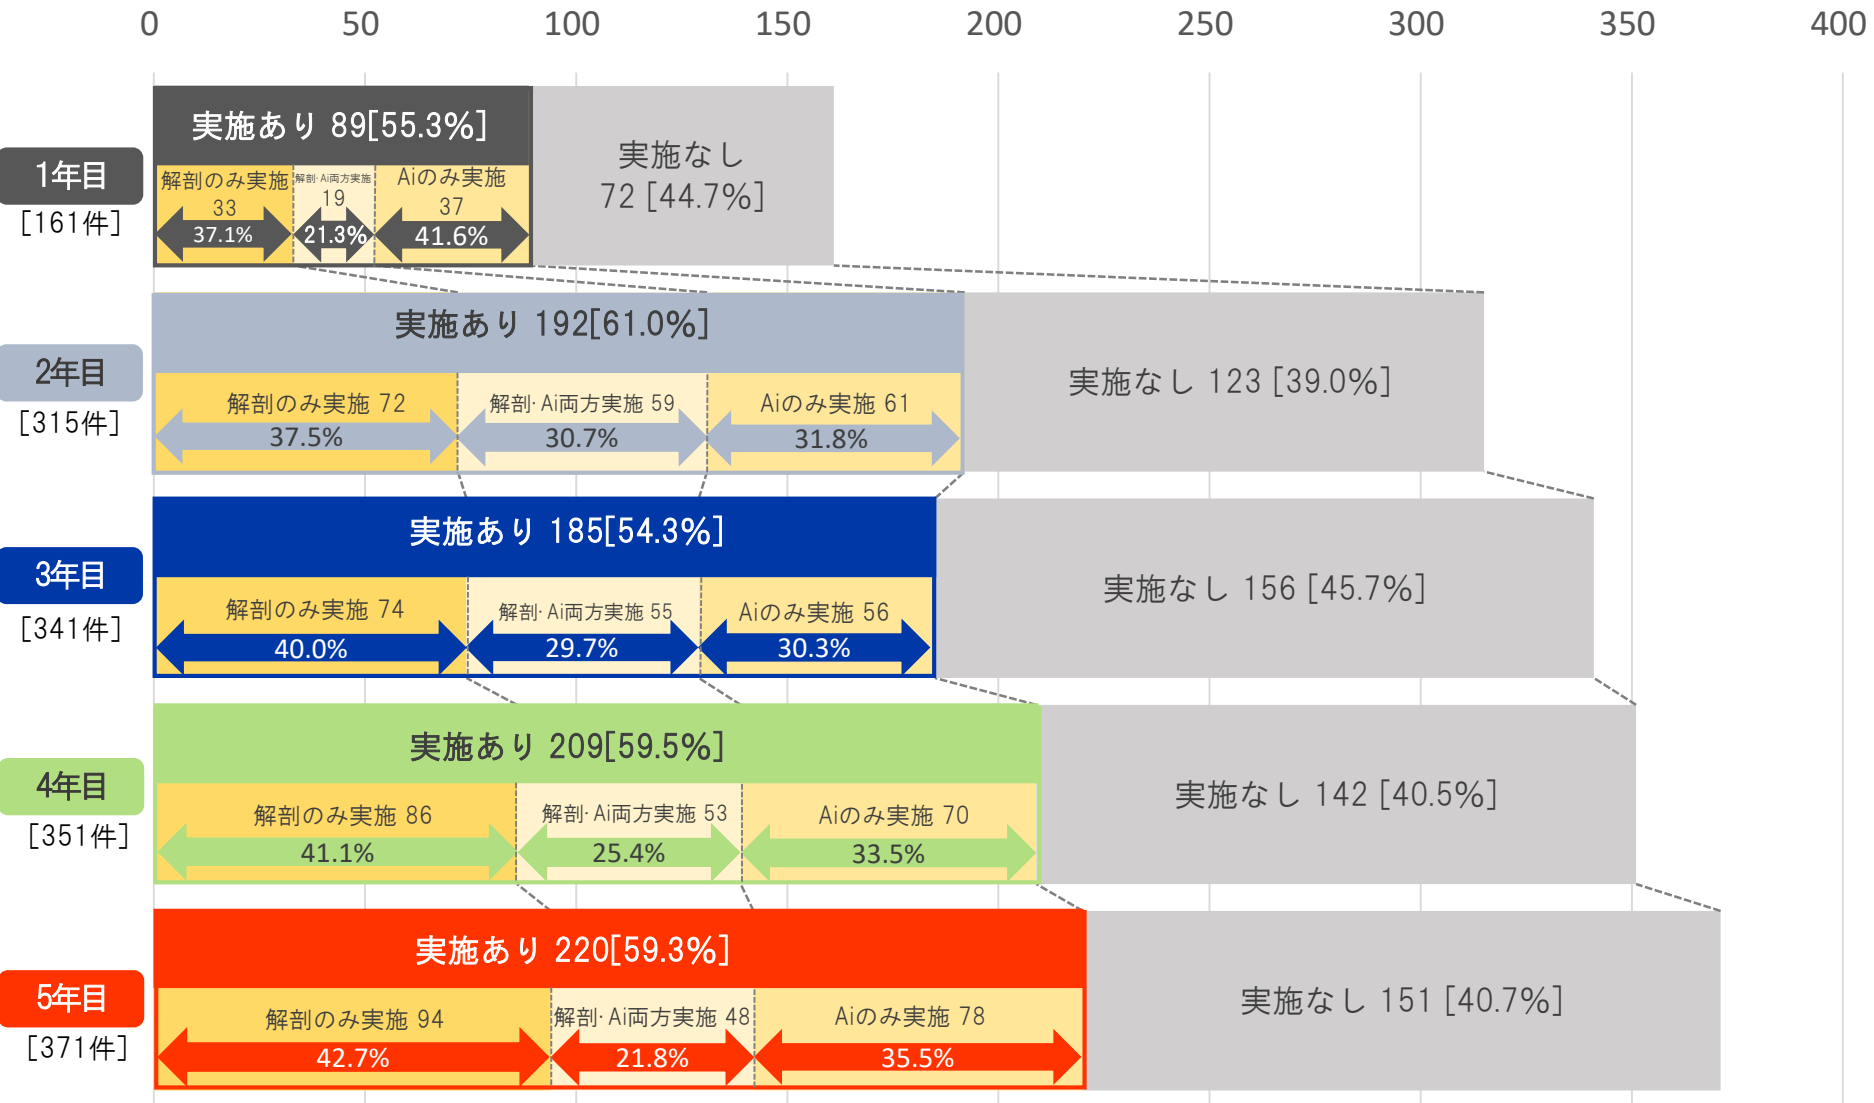 0 50 100 150 200 250 300 350 400
1年目
[161件]
実施あり 89[55.3%]
解剖のみ実施
33
37.1%
解剖·Ai両方実施
19
21.3%
Aiのみ実施
37
41.6%
実施なし
72 [44.7%]
2年目
[315件]
実施あり 192[61.0%]
解剖のみ実施 72
37.5%
解剖·Ai両方実施 59
30.7%
Aiのみ実施 61
31.8%
実施なし 123 [39.0%]
3年目
[341件]
実施あり 185[54.3%]
解剖のみ実施 74
40.0%
解剖·Ai両方実施 55
29.7%
Aiのみ実施 56
30.3%
実施なし 156 [45.7%]
4年目
[351件]
実施あり 209[59.5%]
解剖のみ実施 86
41.1%
解剖·Ai両方実施 53
25.4%
Aiのみ実施 70
33.5%
実施なし 142 [40.5%]
5年目
[371件]
実施あり 220[59.3%]
解剖のみ実施 94
42.7%
解剖·Ai両方実施 48
21.8%
Aiのみ実施 78
35.5%
実施なし 151 [40.7%]